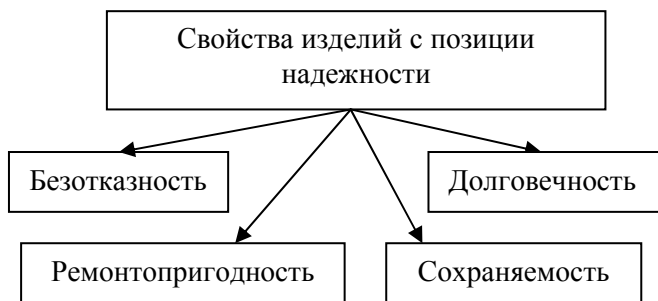 Свойства изделий с позиции
надежности
Безотказность
Долговечность
Ремонтопригодность
Сохраняемость